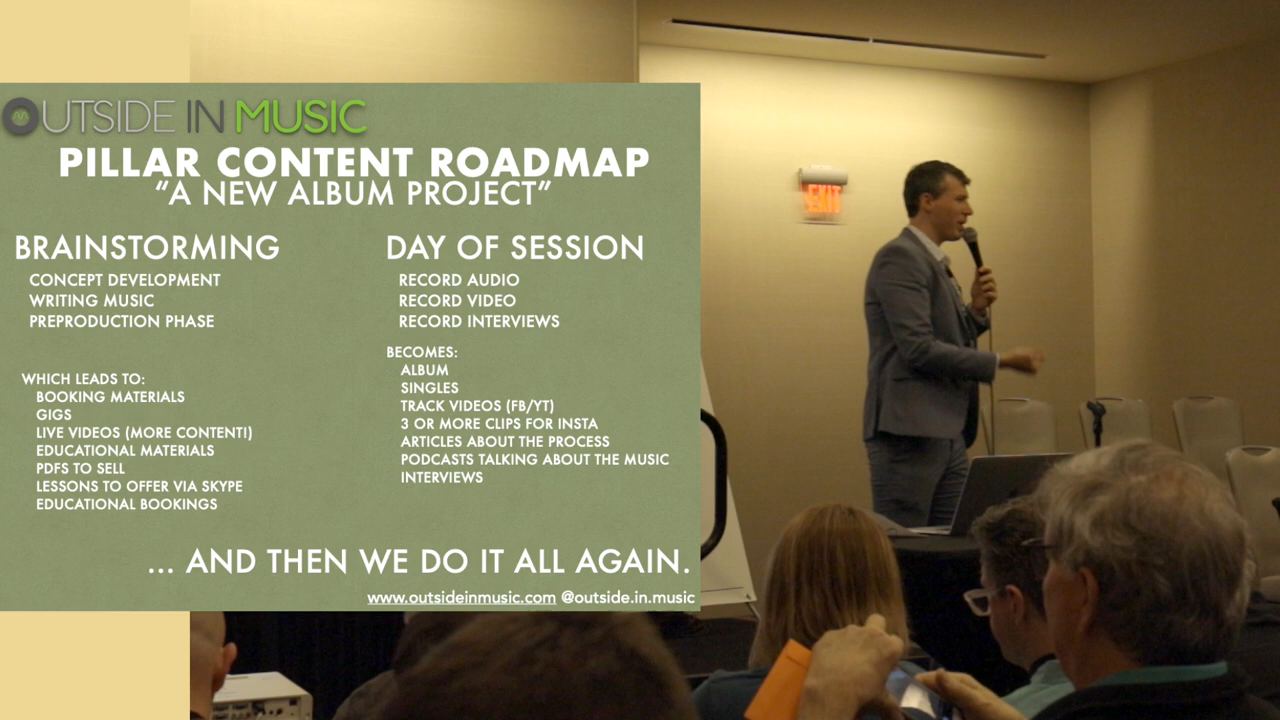 OUTSIDE IN MUSIC
PILLAR CONTENT ROADMAP
“A NEW ALBUM PROJECT”
BRAINSTORMING
CONCEPT DEVELOPMENT
WRITING MUSIC
PREPRODUCTION PHASE
WHICH LEADS TO:
BOOKING MATERIALS
GIGS
LIVE VIDEOS (MORE CONTENT!)
EDUCATIONAL MATERIALS
PDFS TO SELL
LESSONS TO OFFER VIA SKYPE
EDUCATIONAL BOOKINGS
DAY OF SESSION
RECORD AUDIO
RECORD VIDEO
RECORD INTERVIEWS
BECOMES:
ALBUM
SINGLES
TRACK VIDEOS (FB/YT)
3 OR MORE CLIPS FOR INSTA
ARTICLES ABOUT THE PROCESS
PODCASTS TALKING ABOUT THE MUSIC
INTERVIEWS
... AND THEN WE DO IT ALL AGAIN.
www.outsideinmusic.com @outside.in.music
EXIT